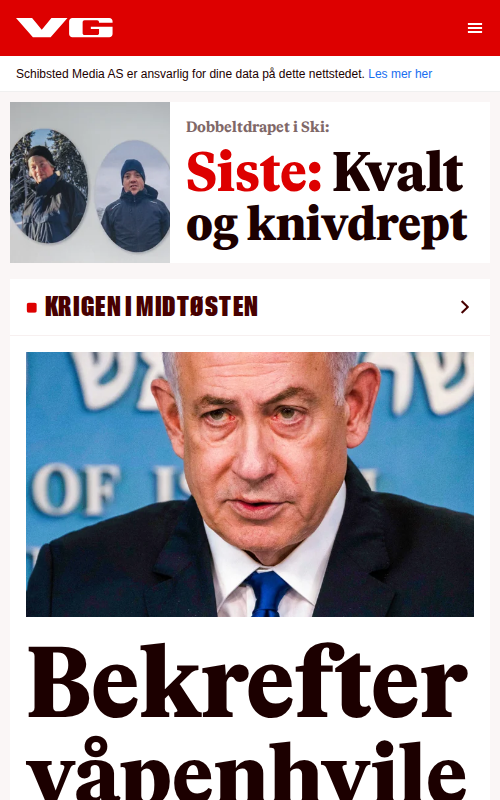 VG
Schibsted Media AS er ansvarlig for dine data på dette nettstedet. Les mer her
Dobbeltdrapet i Ski:
Siste: Kvalt
og knivdrept
KRIGEN I MIDTØSTEN
OF IS
Bekrefter
våpenhvile